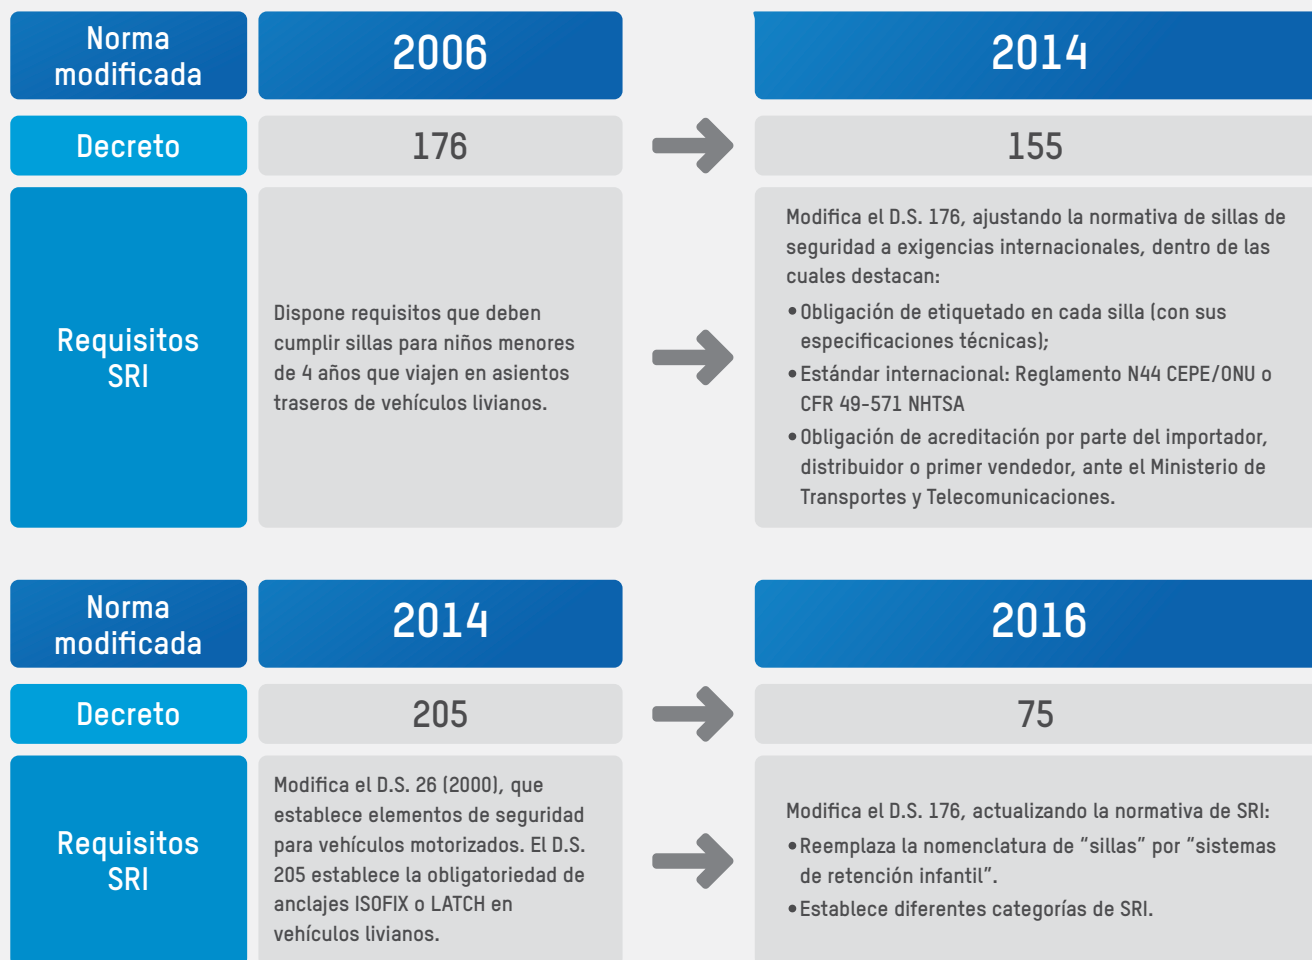 Norma
modificada
2006
2014
Decreto
176
155
Requisitos
SRI
Dispone requisitos que deben
cumplir sillas para niños menores
de 4 años que viajen en asientos
traseros de vehículos livianos.
Modifica el D.S. 176, ajustando la normativa de sillas de
seguridad a exigencias internacionales, dentro de las
cuales destacan:
• Obligación de etiquetado en cada silla (con sus
especificaciones técnicas);
• Estándar internacional: Reglamento N44 CEPE/ONU o
CFR 49-571 NHTSA
• Obligación de acreditación por parte del importador,
distribuidor o primer vendedor, ante el Ministerio de
Transportes y Telecomunicaciones.
Norma
modificada
2014
2016
Decreto
205
75
Requisitos
SRI
Modifica el D.S. 26 (2000), que
establece elementos de seguridad
para vehículos motorizados. El D.S.
205 establece la obligatoriedad de
anclajes ISOFIX o LATCH en
vehículos livianos.
Modifica el D.S. 176, actualizando la normativa de SRI:
• Reemplaza la nomenclatura de “sillas” por “sistemas
de retención infantil”.
• Establece diferentes categorías de SRI.